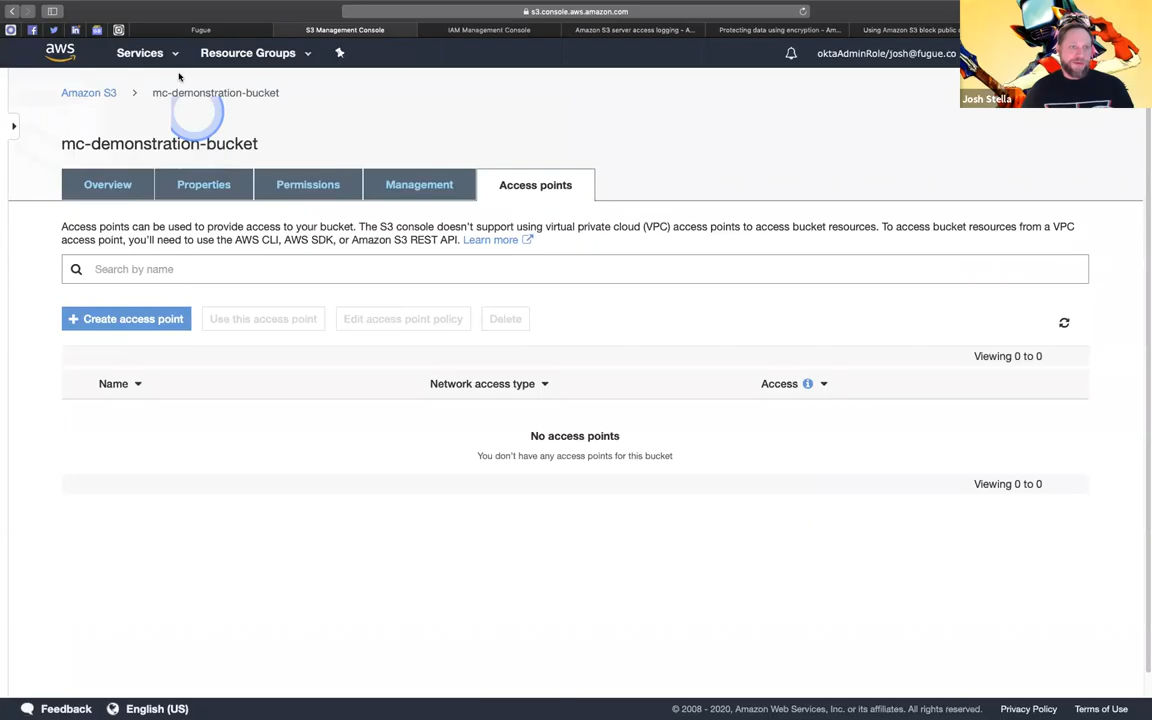 s3.console.aws.amazon.com
Fugue
S3 Management Console
IAM Management Console
Amazon S3 server access logging - A...
Protecting data using encryption - Am...
Using Amazon S3 block public
aws
Services
Resource Groups
oktaAdminRole/josh@fugue.co
Josh Stella
Amazon S3 > mc-demonstration-bucket
mc-demonstration-bucket
Overview
Properties
Permissions
Management
Access points
Access points can be used to provide access to your bucket. The S3 console doesn't support using virtual private cloud (VPC) access points to access bucket resources. To access bucket resources from a VPC
access point, you'll need to use the AWS CLI, AWS SDK, or Amazon S3 REST API. Learn more
Search by name
+ Create access point
Use this access point
Edit access point policy
Delete
Viewing 0 to 0
Name
Network access type
Access
No access points
You don't have any access points for this bucket
Viewing 0 to 0
Feedback
English (US)
© 2008 - 2020, Amazon Web Services, Inc. or its affiliates. All rights reserved.
Privacy Policy
Terms of Use